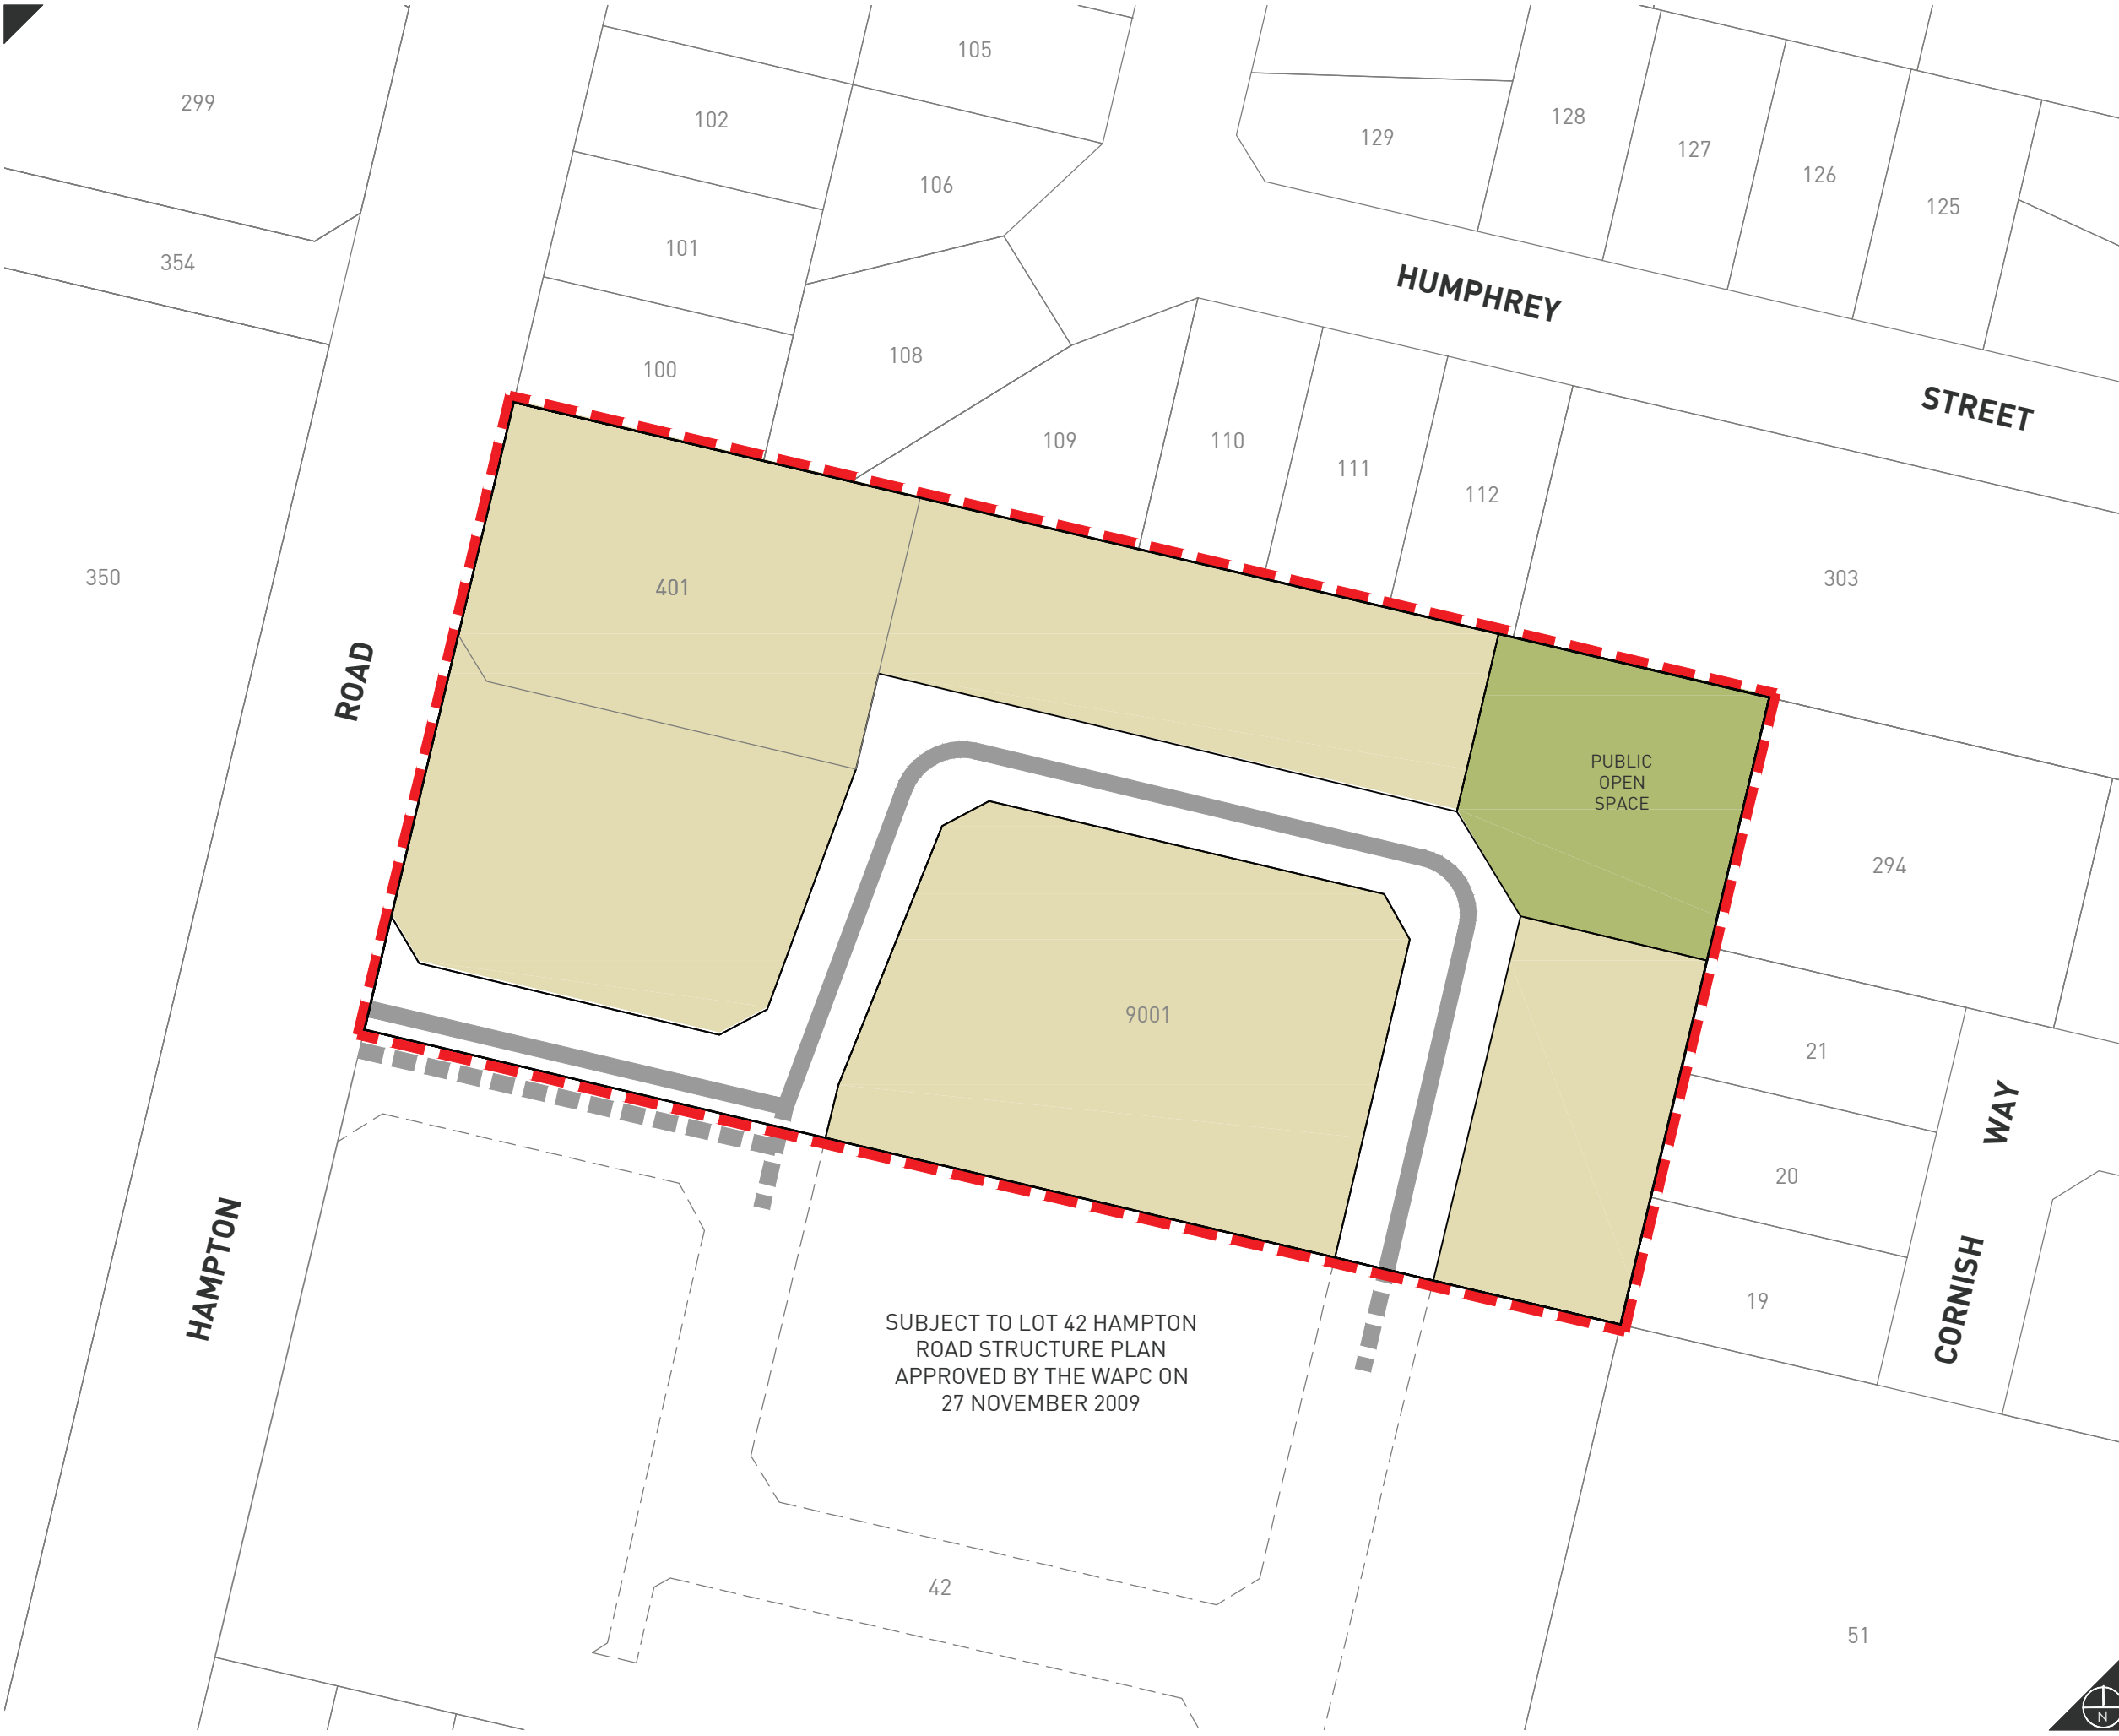 105
299
102
128
129
127
126
106
125
101
354
HUMPHREY
108
100
STREET
109
110
111
112
350
303
401
ROAD
PUBLIC
OPEN
SPACE
294
9001
21
WAY
20
HAMPTON
CORNISH
19
SUBJECT TO LOT 42 HAMPTON
ROAD STRUCTURE PLAN
APPROVED BY THE WAPC ON
27 NOVEMBER 2009
42
51
N